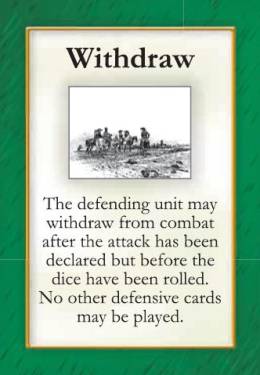 Withdraw
The defending unit may
withdraw from combat
after the attack has been
declared but before the
dice have been rolled.
No other defensive cards
may be played.